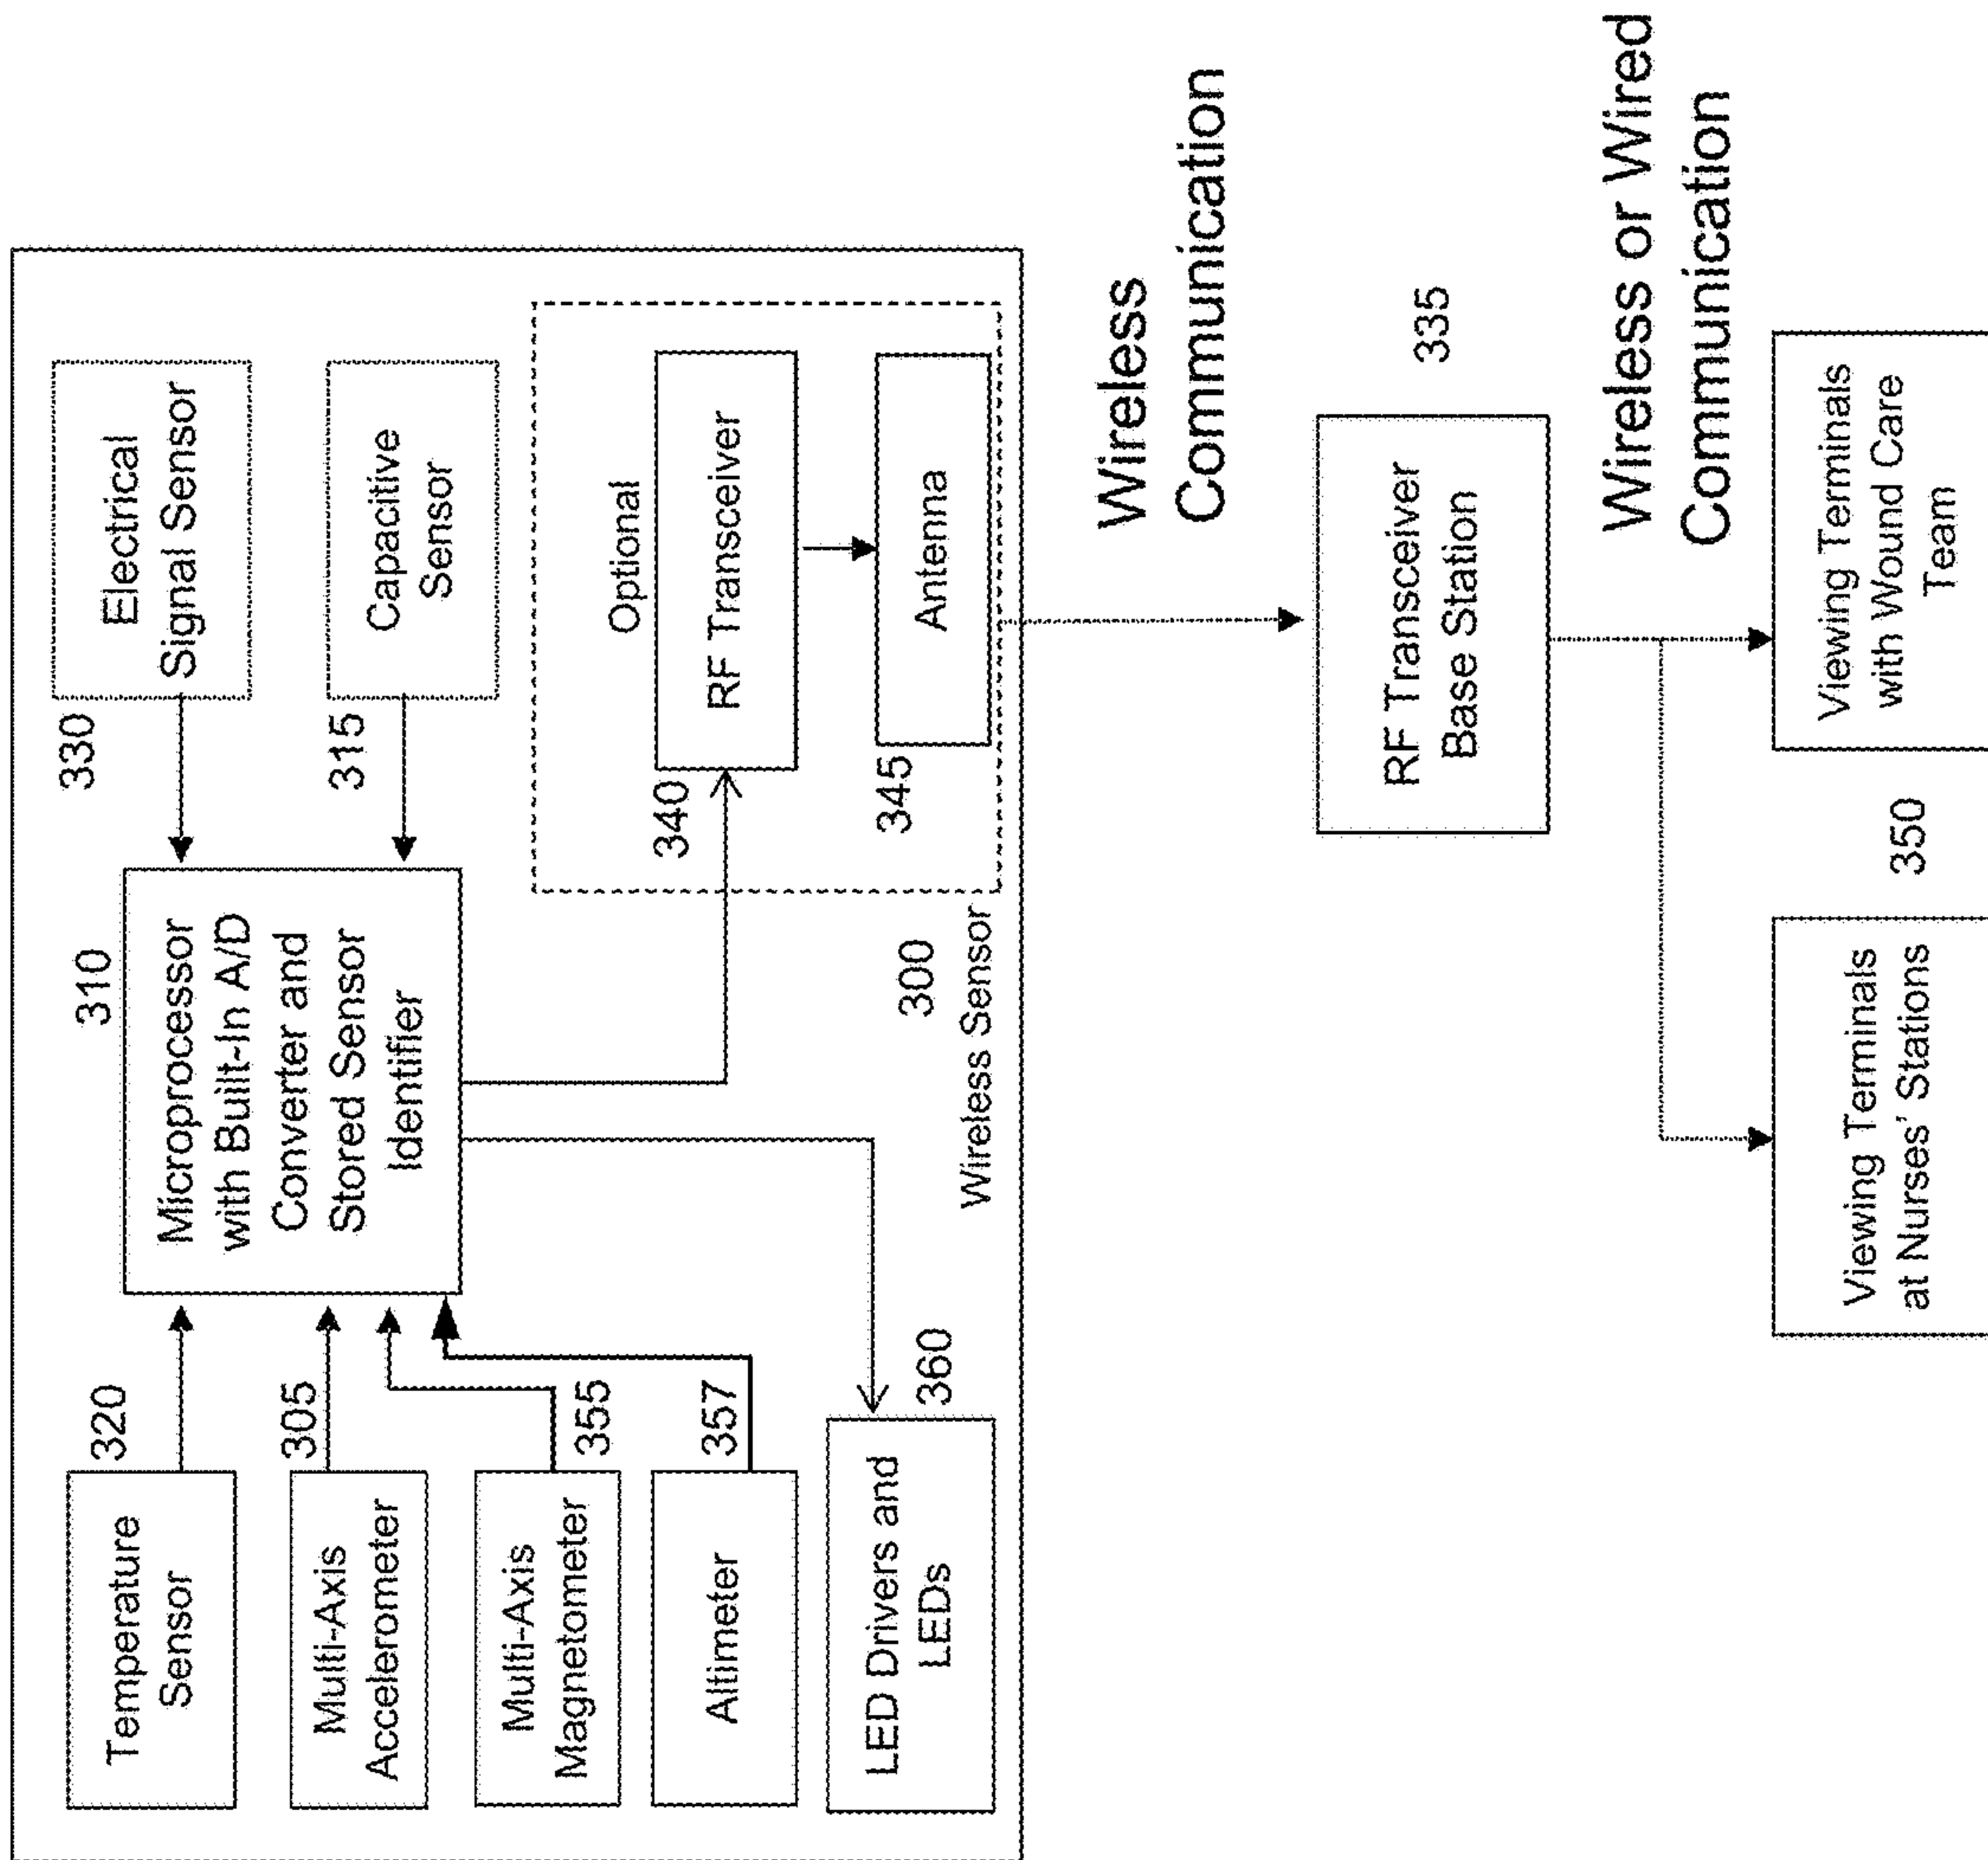 Temperature
Sensor
320
Multi-Axis
Accelerometer
305
Multi-Axis
Magnetometer
355
Altimeter
357
LED Drivers and
LEDs
360
310
Microprocessor
with Built-In A/D
Converter and
Stored Sensor
Identifier
Electrical
Signal Sensor
330
Capacitive
Sensor
315
Optional
RF Transceiver
340
Antenna
345
300
Wireless Sensor
Wireless
Communication
RF Transceiver
Base Station
335
Wireless or Wired
Communication
Viewing Terminals
at Nurses' Stations
350
Viewing Terminals
with Wound Care
Team